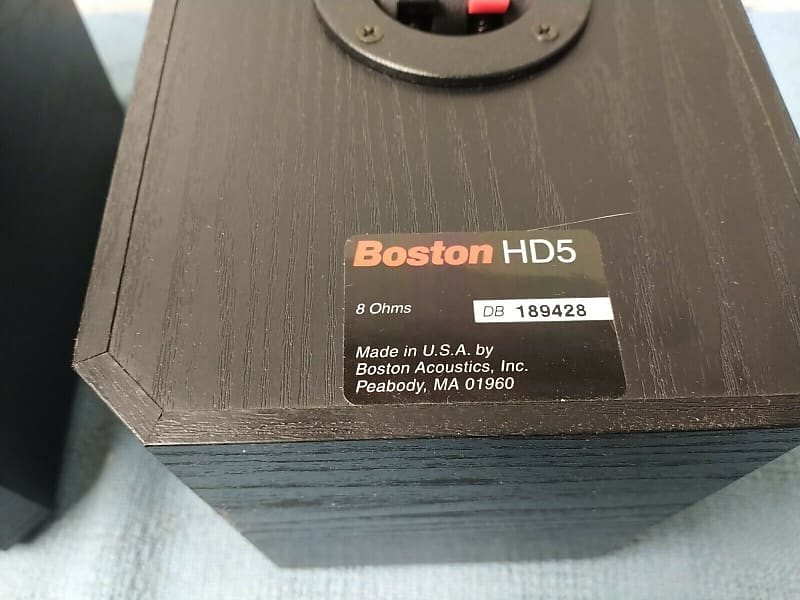 Boston HD5
8 Ohms DB 189428
Made in U.S.A. by
Boston Acoustics, Inc.
Peabody, MA 01960